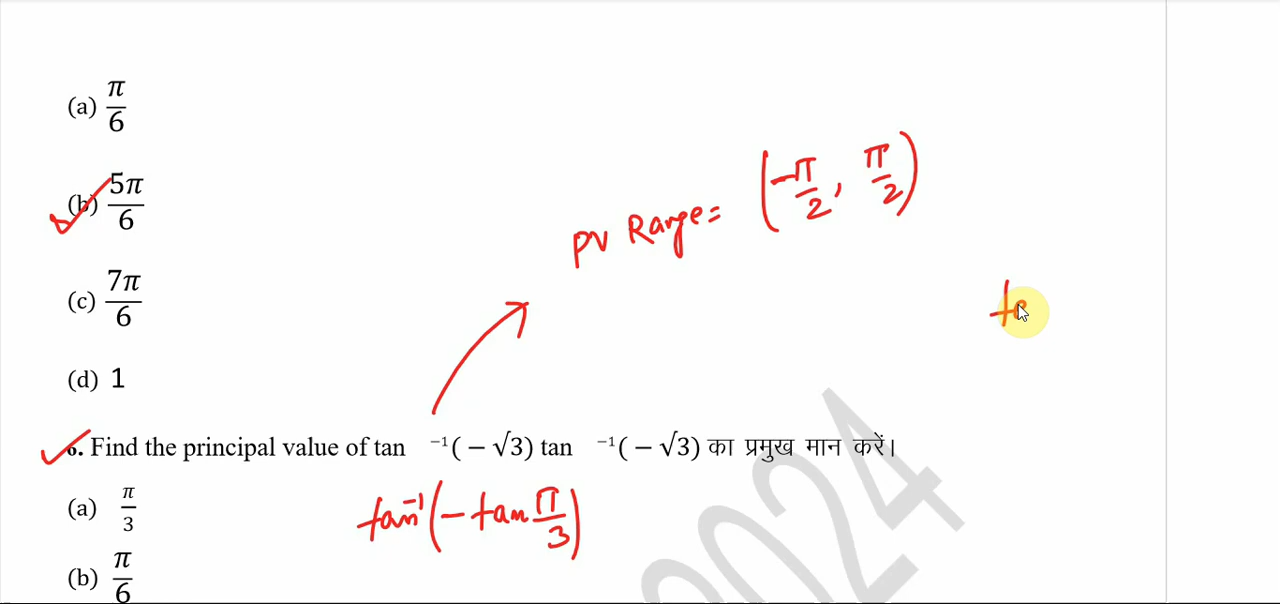 (a) π/6
(b) 5π/6
(c) 7π/6
(d) 1
PV Range = (-π/2, π/2)
6. Find the principal value of tan ⁻¹(− √3) tan ⁻¹(− √3) का प्रमुख मान करें।
(a) π/3
tan⁻¹(-tan π/3)
(b) π/6
2024